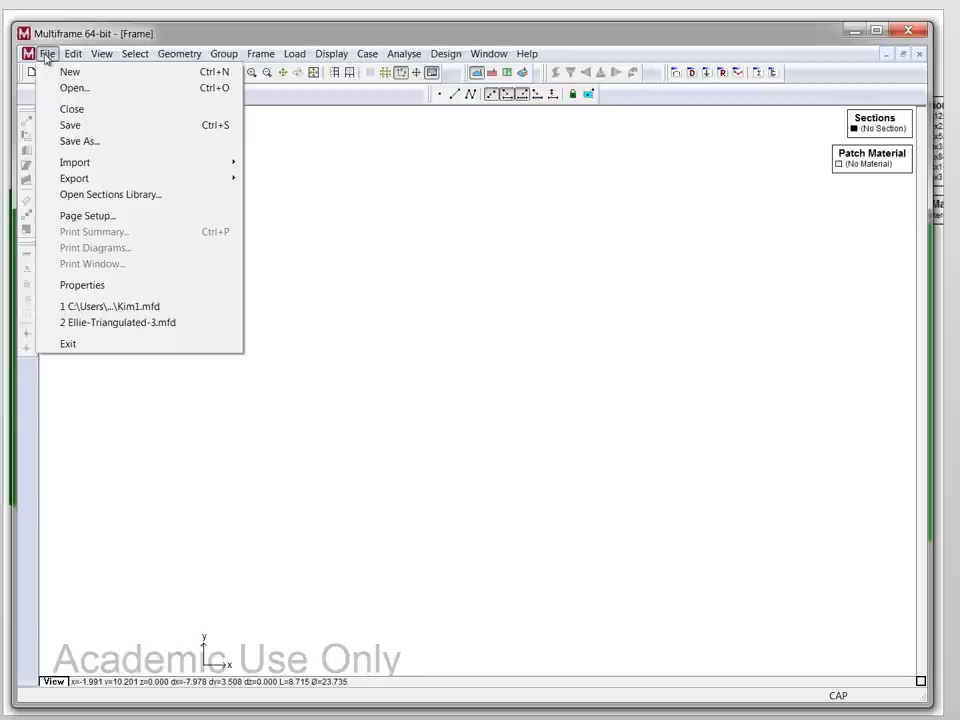 Multiframe 64-bit - [Frame]
File Edit View Select Geometry Group Frame Load Display Case Analyse Design Window Help
New Ctrl+N
Open... Ctrl+O
Close
Save Ctrl+S
Save As...
Import
Export
Open Sections Library...
Page Setup...
Print Summary... Ctrl+P
Print Diagrams...
Print Window...
Properties
1 C:\Users\...\Kim1.mfd
2 Ellie-Triangulated-3.mfd
Exit
Sections
(No Section)
Patch Material
(No Material)
y
x
Academic Use Only
View x=-1.991 y=10.201 z=0.000 dx=-7.978 dy=3.508 dz=0.000 L=8.715 Ø=23.735
CAP